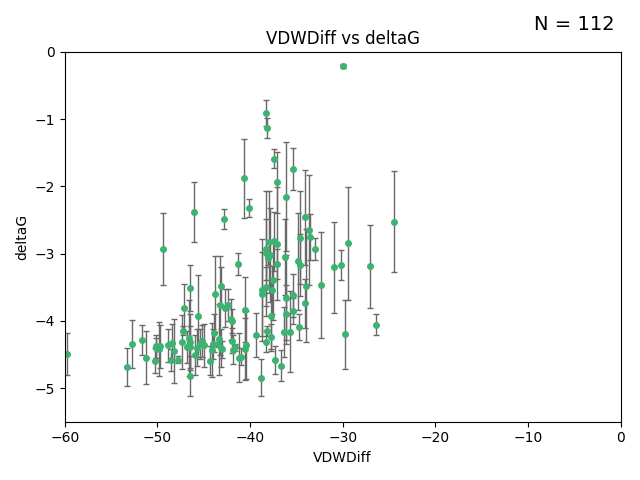 N = 112
VDWDiff vs deltaG
0
−1
−2
−3
−4
−5
deltaG
−60 −50 −40 −30 −20 −10 0
VDWDiff